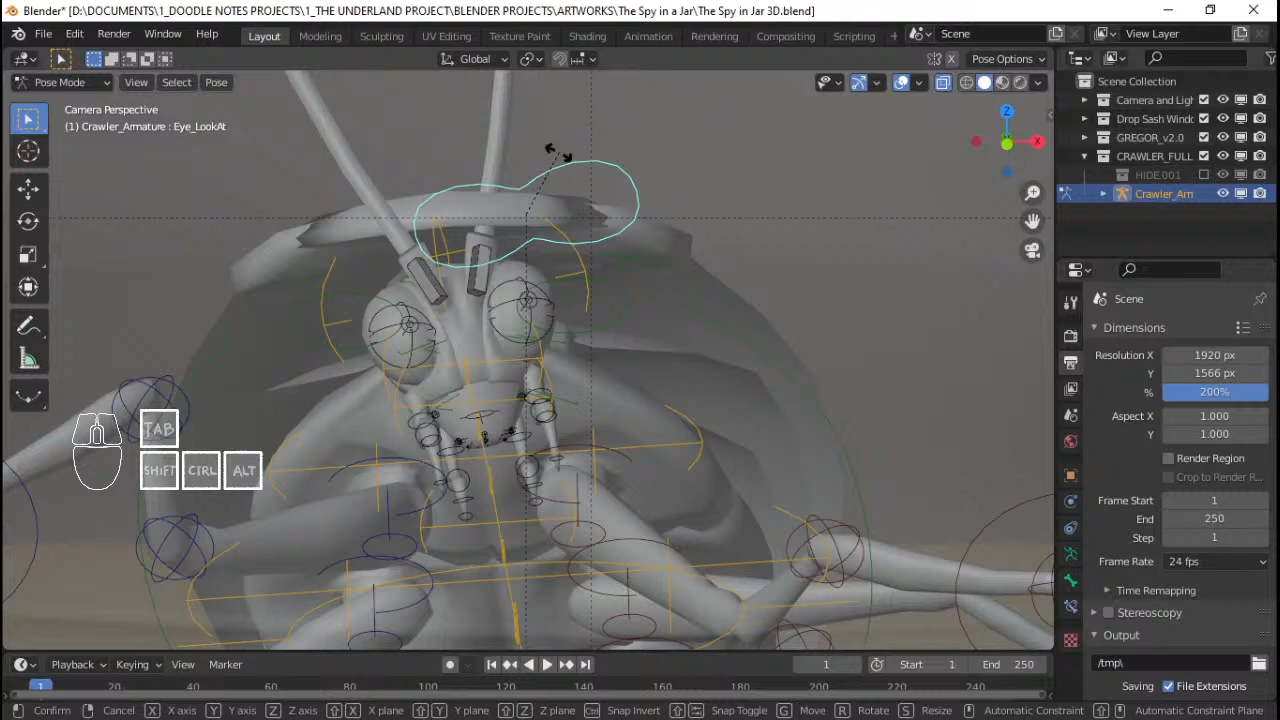 Blender* [D:\DOCUMENTS\1_DOODLE NOTES PROJECTS\1_THE UNDERLAND PROJECT\BLENDER PROJECTS\ARTWORKS\The Spy in a Jar\The Spy in Jar 3D.blend]
File Edit Render Window Help Layout Modeling Sculpting UV Editing Texture Paint Shading Animation Rendering Compositing Scripting + Scene View Layer
Global X Pose Options
Pose Mode View Select Pose
Camera Perspective
(1) Crawler_Armature : Eye_LookAt
Z
X
Scene Collection
Camera and Ligh
Drop Sash Windo
GREGOR_v2.0
CRAWLER_FULL
HIDE.001
Crawler_Arm
Scene
Dimensions
Resolution X 1920 px
Y 1566 px
% 200%
Aspect X 1.000
Y 1.000
Render Region
Crop to Render R...
Frame Start 1
End 250
Step 1
Frame Rate 24 fps
Time Remapping
Stereoscopy
Output
/tmp\
Saving File Extensions
TAB
SHIFT CTRL ALT
Playback Keying View Marker 1 Start 1 End 250
1 20 40 60 80 100 120 140 160 180 200 220 240
Confirm Cancel X X axis Y Y axis Z Z axis X X plane Y Y plane Z Z plane Ctrl Snap Invert Snap Toggle G Move R Rotate S Resize Automatic Constraint Automatic Constraint Plane